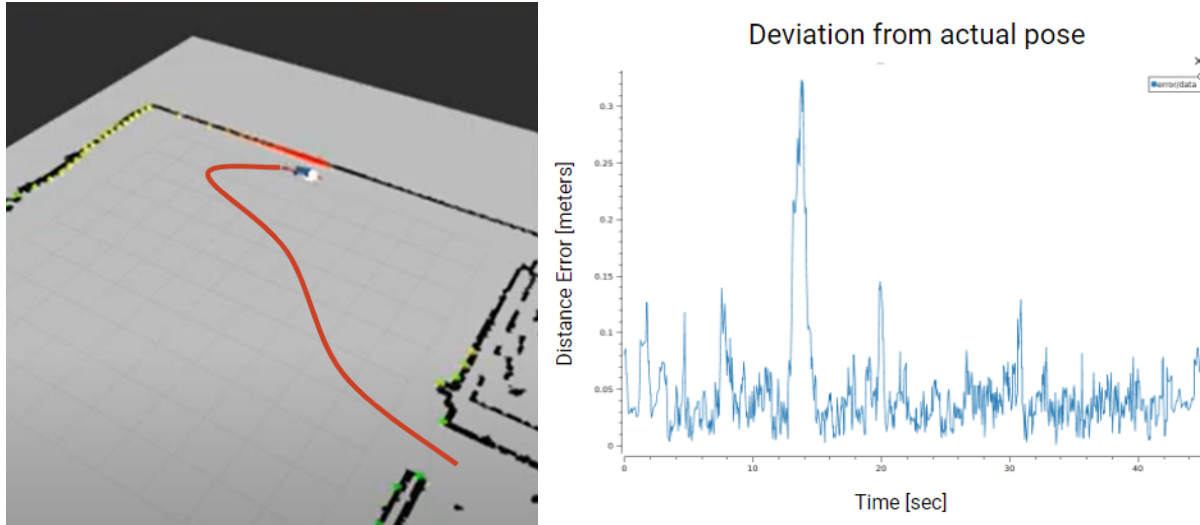 Deviation from actual pose
error/data
0.3
0.25
0.2
0.15
0.1
0.05
0
0 10 20 30 40
Distance Error [meters]
Time [sec]